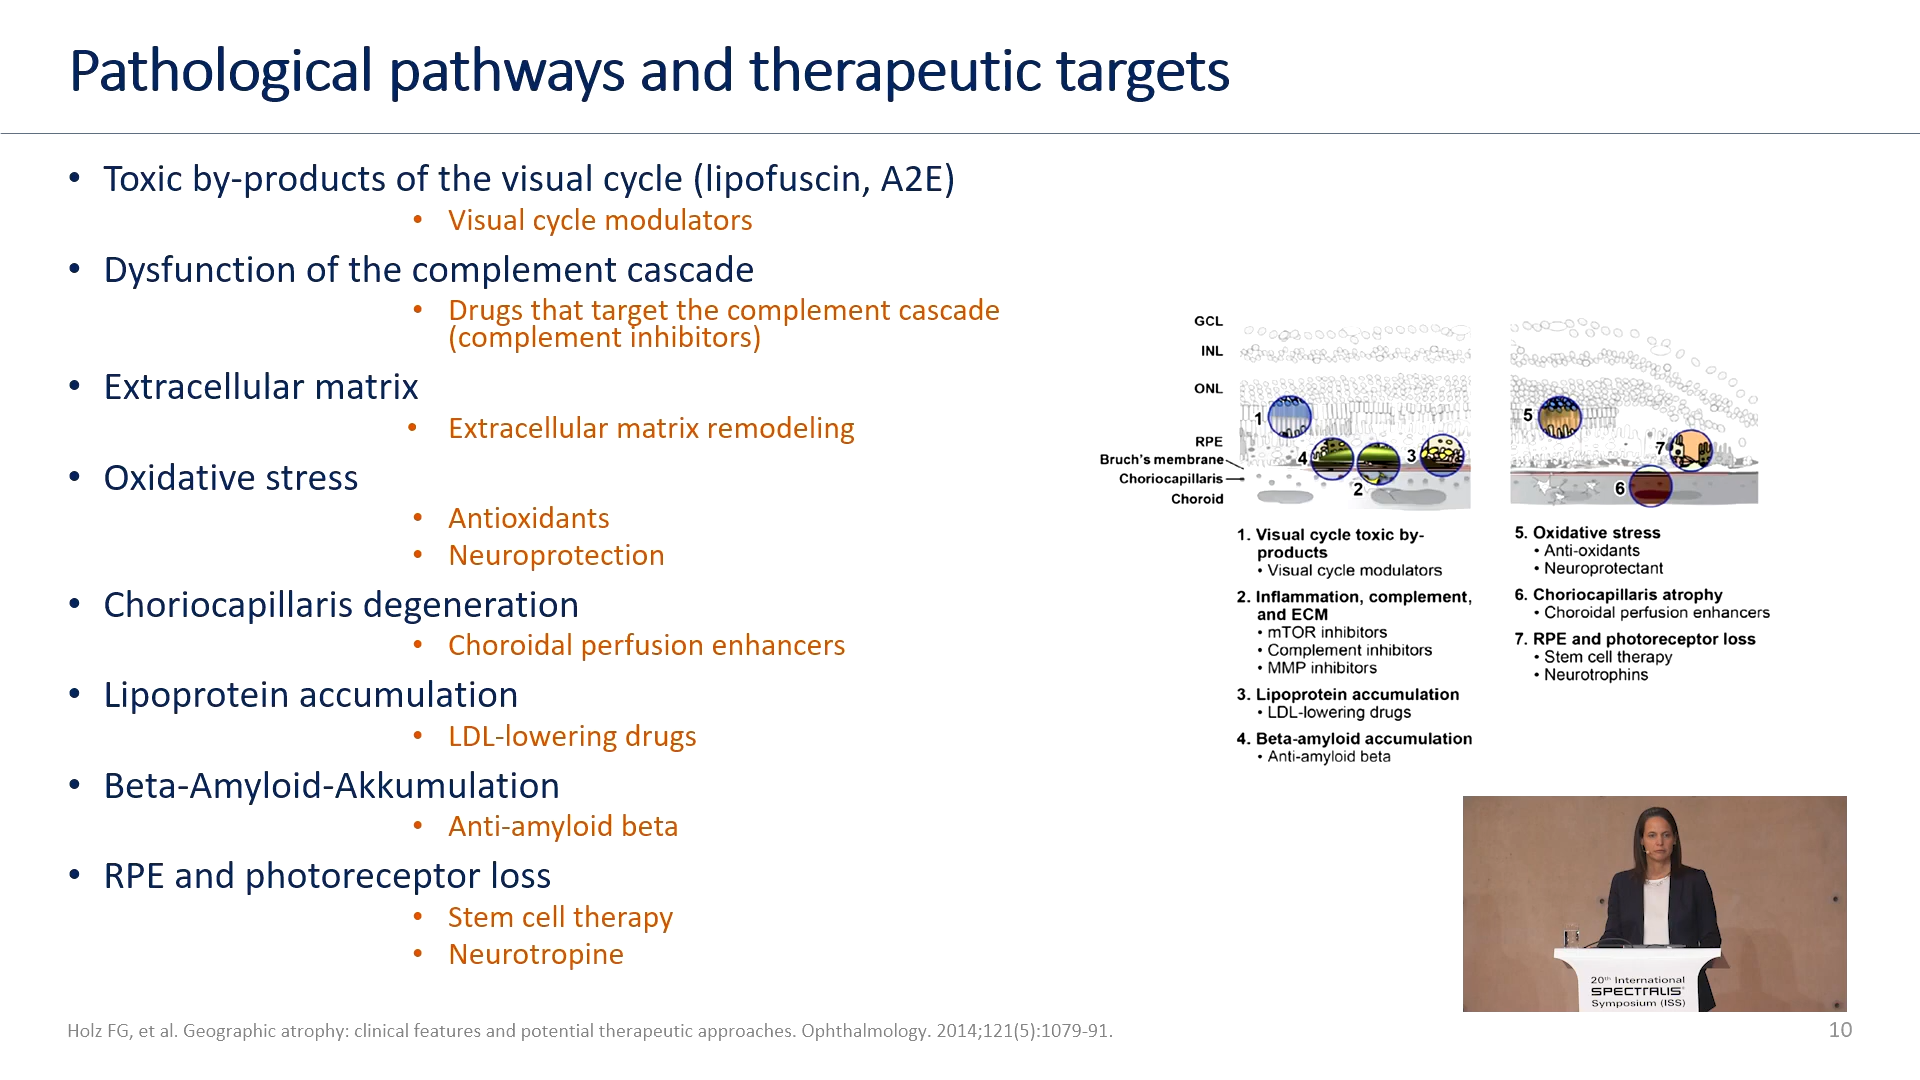 Pathological pathways and therapeutic targets
• Toxic by-products of the visual cycle (lipofuscin, A2E)
• Visual cycle modulators
• Dysfunction of the complement cascade
• Drugs that target the complement cascade
(complement inhibitors)
• Extracellular matrix
• Extracellular matrix remodeling
• Oxidative stress
• Antioxidants
• Neuroprotection
• Choriocapillaris degeneration
• Choroidal perfusion enhancers
• Lipoprotein accumulation
• LDL-lowering drugs
• Beta-Amyloid-Akkumulation
• Anti-amyloid beta
• RPE and photoreceptor loss
• Stem cell therapy
• Neurotropine
GCL
INL
ONL
RPE
Bruch's membrane
Choriocapillaris
Choroid
1
4
2
3
5
7
6
1. Visual cycle toxic by-
products
• Visual cycle modulators
2. Inflammation, complement,
and ECM
• mTOR inhibitors
• Complement inhibitors
• MMP inhibitors
3. Lipoprotein accumulation
• LDL-lowering drugs
4. Beta-amyloid accumulation
• Anti-amyloid beta
5. Oxidative stress
• Anti-oxidants
• Neuroprotectant
6. Choriocapillaris atrophy
• Choroidal perfusion enhancers
7. RPE and photoreceptor loss
• Stem cell therapy
• Neurotrophins
20th International
SPECTRALIS®
Symposium (ISS)
Holz FG, et al. Geographic atrophy: clinical features and potential therapeutic approaches. Ophthalmology. 2014;121(5):1079-91.
10